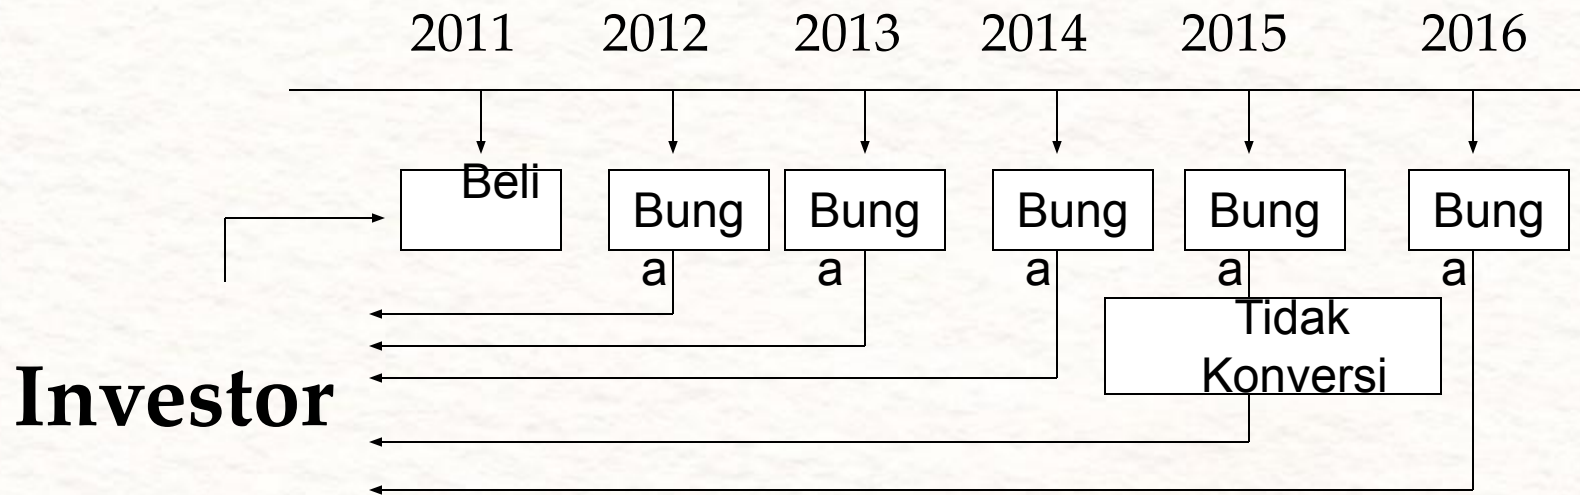 2011 2012 2013 2014 2015 2016
Beli
Bung Bung Bung Bung Bung
a a a a a
Tidak
Konversi
Investor